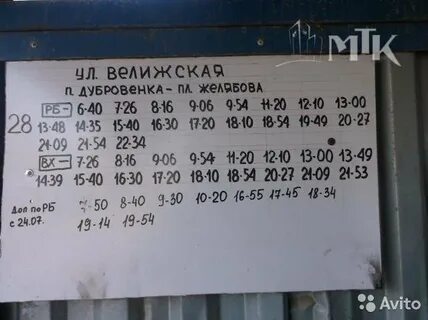 МТК
УЛ. ВЕЛИЖСКАЯ
П. ДУБРОВЕНКА - ПЛ. ЖЕЛЯБОВА
28
РБ- 6-40 7-26 8-16 9-06 9-54 11-20 12-10 13-00
13-48 14-35 15-40 16-30 17-20 18-10 18-54 19-49 20-27
21-09 21-54 22-34
ВХ- 7-26 8-16 9-06 9-54 11-20 12-10 13-00 13-49
14-39 15-40 16-30 17-20 18-10 18-54 20-27 21-09 21-53
Доп по РБ 7-50 8-40 9-30 10-20 16-55 17-45 18-34
с 24.07. 19-14 19-54
Avito